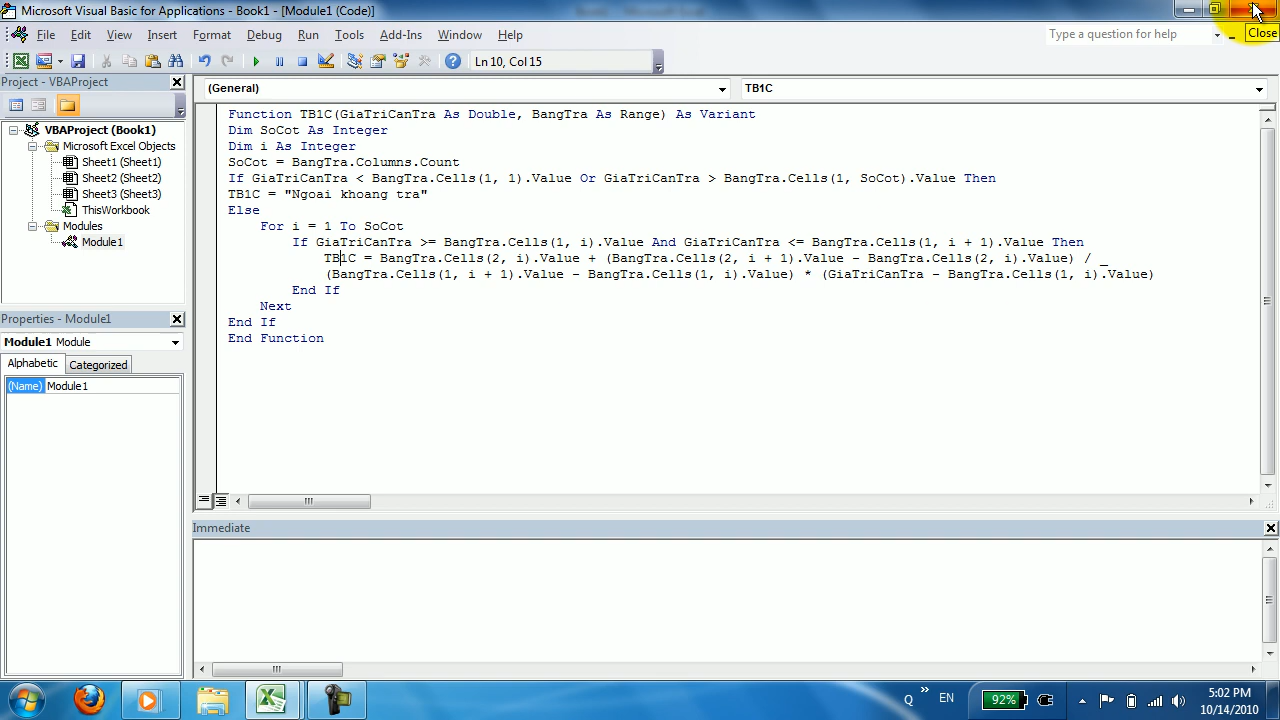 Microsoft Visual Basic for Applications - Book1 - [Module1 (Code)]
File Edit View Insert Format Debug Run Tools Add-Ins Window Help
Type a question for help
Close
Ln 10, Col 15
Project - VBAProject
(General)
TB1C
VBAProject (Book1)
Microsoft Excel Objects
Sheet1 (Sheet1)
Sheet2 (Sheet2)
Sheet3 (Sheet3)
ThisWorkbook
Modules
Module1
Properties - Module1
Module1 Module
Alphabetic Categorized
(Name) Module1
Function TB1C(GiaTriCanTra As Double, BangTra As Range) As Variant
Dim SoCot As Integer
Dim i As Integer
SoCot = BangTra.Columns.Count
If GiaTriCanTra < BangTra.Cells(1, 1).Value Or GiaTriCanTra > BangTra.Cells(1, SoCot).Value Then
TB1C = "Ngoai khoang tra"
Else
For i = 1 To SoCot
If GiaTriCanTra >= BangTra.Cells(1, i).Value And GiaTriCanTra <= BangTra.Cells(1, i + 1).Value Then
TB1C = BangTra.Cells(2, i).Value + (BangTra.Cells(2, i + 1).Value - BangTra.Cells(2, i).Value) / _
(BangTra.Cells(1, i + 1).Value - BangTra.Cells(1, i).Value) * (GiaTriCanTra - BangTra.Cells(1, i).Value)
End If
Next
End If
End Function
Immediate
Q » EN 92%
5:02 PM
10/14/2010